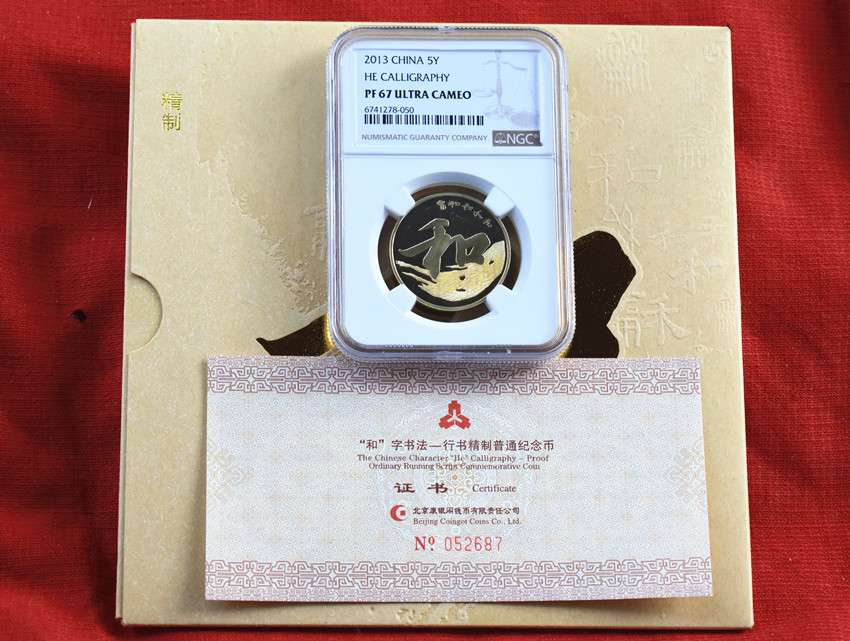 精
制
2013 CHINA 5Y
HE CALLIGRAPHY
PF 67 ULTRA CAMEO
6741278-050
NUMISMATIC GUARANTY COMPANY
NGC
和
“和”字书法—行书精制普通纪念币
The Chinese Character "He" Calligraphy – Proof
Ordinary Running Script Commemorative Coin
证书 Certificate
北京康银阁钱币有限责任公司
Beijing Coingot Coins Co., Ltd.
Nº 052687